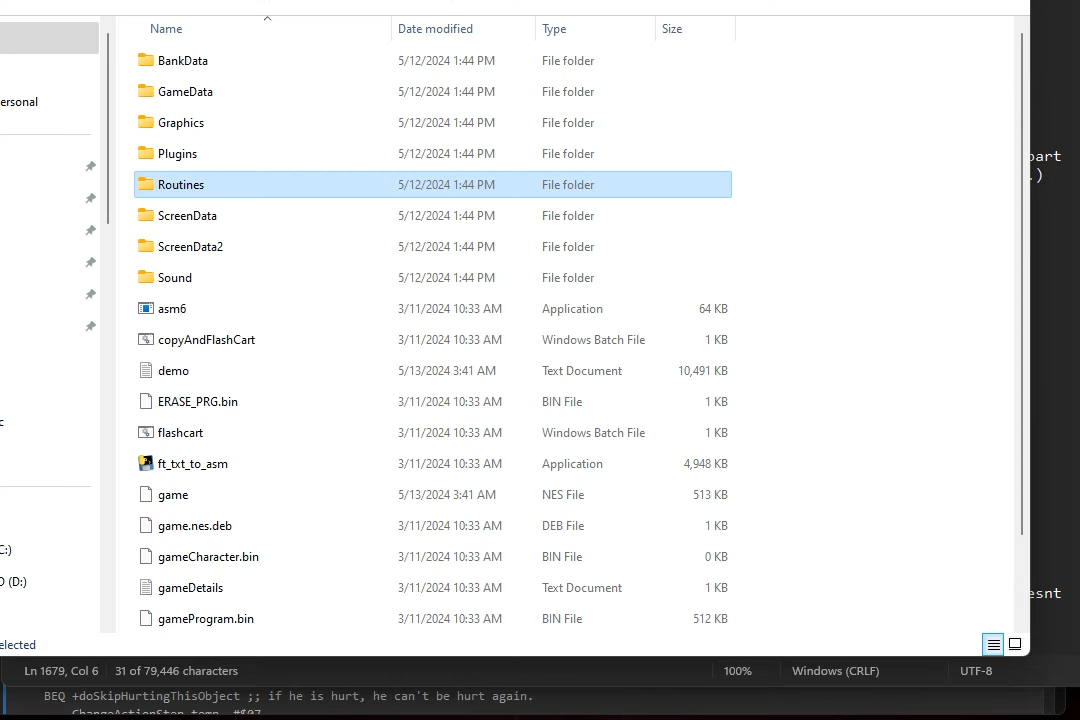 Name Date modified Type Size
BankData 5/12/2024 1:44 PM File folder
GameData 5/12/2024 1:44 PM File folder
ersonal
Graphics 5/12/2024 1:44 PM File folder
Plugins 5/12/2024 1:44 PM File folder
part
Routines 5/12/2024 1:44 PM File folder
.)
ScreenData 5/12/2024 1:44 PM File folder
ScreenData2 5/12/2024 1:44 PM File folder
Sound 5/12/2024 1:44 PM File folder
asm6 3/11/2024 10:33 AM Application 64 KB
copyAndFlashCart 3/11/2024 10:33 AM Windows Batch File 1 KB
demo 5/13/2024 3:41 AM Text Document 10,491 KB
ERASE_PRG.bin 3/11/2024 10:33 AM BIN File 1 KB
c
flashcart 3/11/2024 10:33 AM Windows Batch File 1 KB
ft_txt_to_asm 3/11/2024 10:33 AM Application 4,948 KB
game 5/13/2024 3:41 AM NES File 513 KB
game.nes.deb 3/11/2024 10:33 AM DEB File 1 KB
C:)
gameCharacter.bin 3/11/2024 10:33 AM BIN File 0 KB
D (D:)
gameDetails 3/11/2024 10:33 AM Text Document 1 KB
esnt
gameProgram.bin 3/11/2024 10:33 AM BIN File 512 KB
elected
Ln 1679, Col 6 31 of 79,446 characters 100% Windows (CRLF) UTF-8
BEQ +doSkipHurtingThisObject ;; if he is hurt, he can't be hurt again.
ChangeActionStep temp, #$07